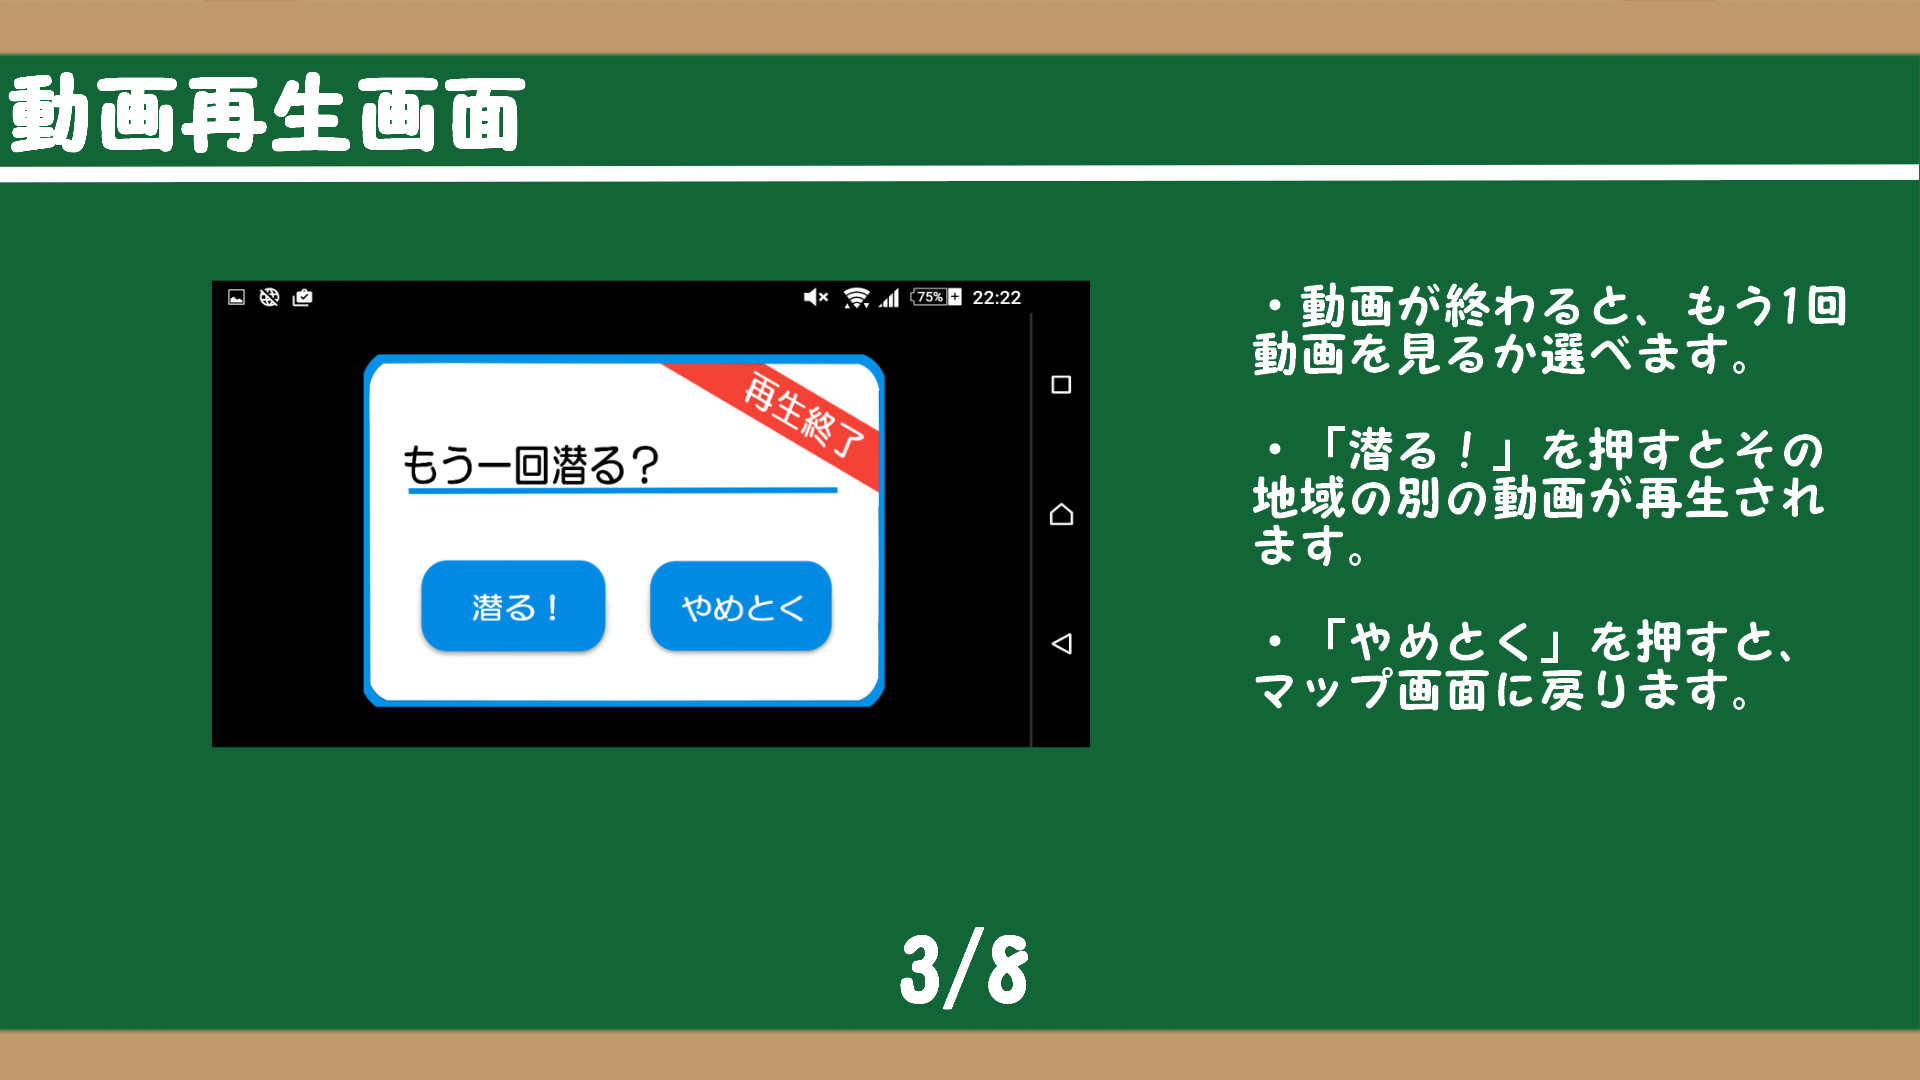 動画再生画面
75%
22:22
再生終了
もう一回潜る？
潜る！
やめとく
・動画が終わると、もう1回
動画を見るか選べます。
・「潜る！」を押すとその
地域の別の動画が再生され
ます。
・「やめとく」を押すと、
マップ画面に戻ります。
3/8